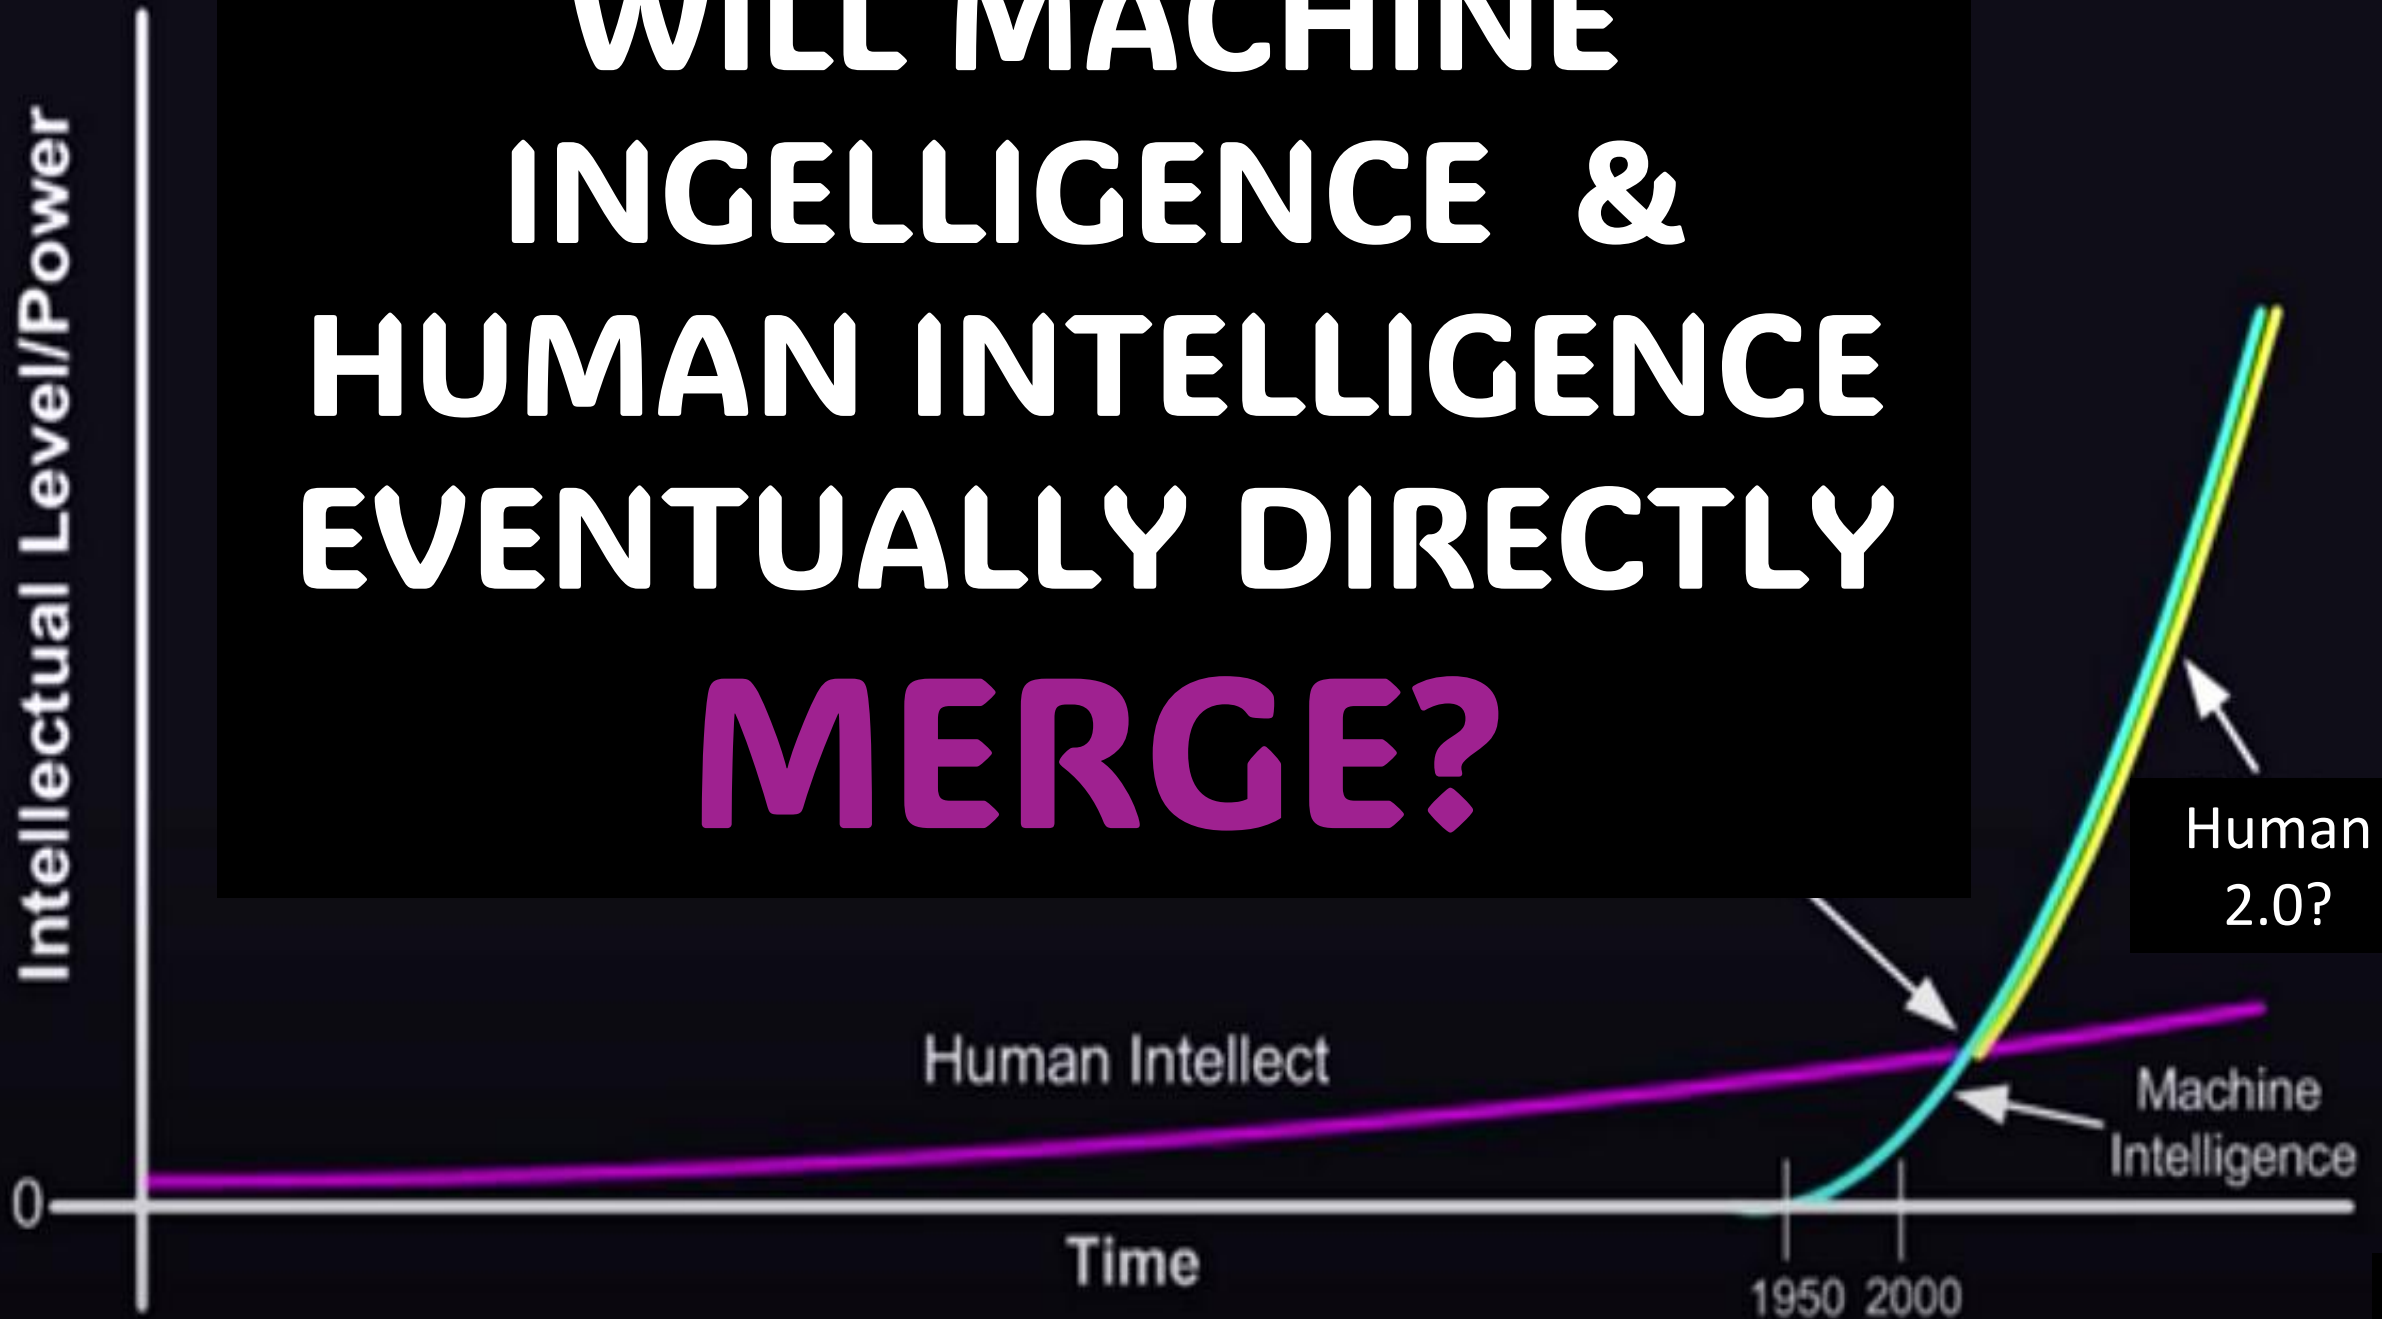 WILL MACHINE
INGELLIGENCE &
HUMAN INTELLIGENCE
EVENTUALLY DIRECTLY
MERGE?
Intellectual Level/Power
Human
2.0?
Human Intellect
Machine
Intelligence
0
Time
1950 2000